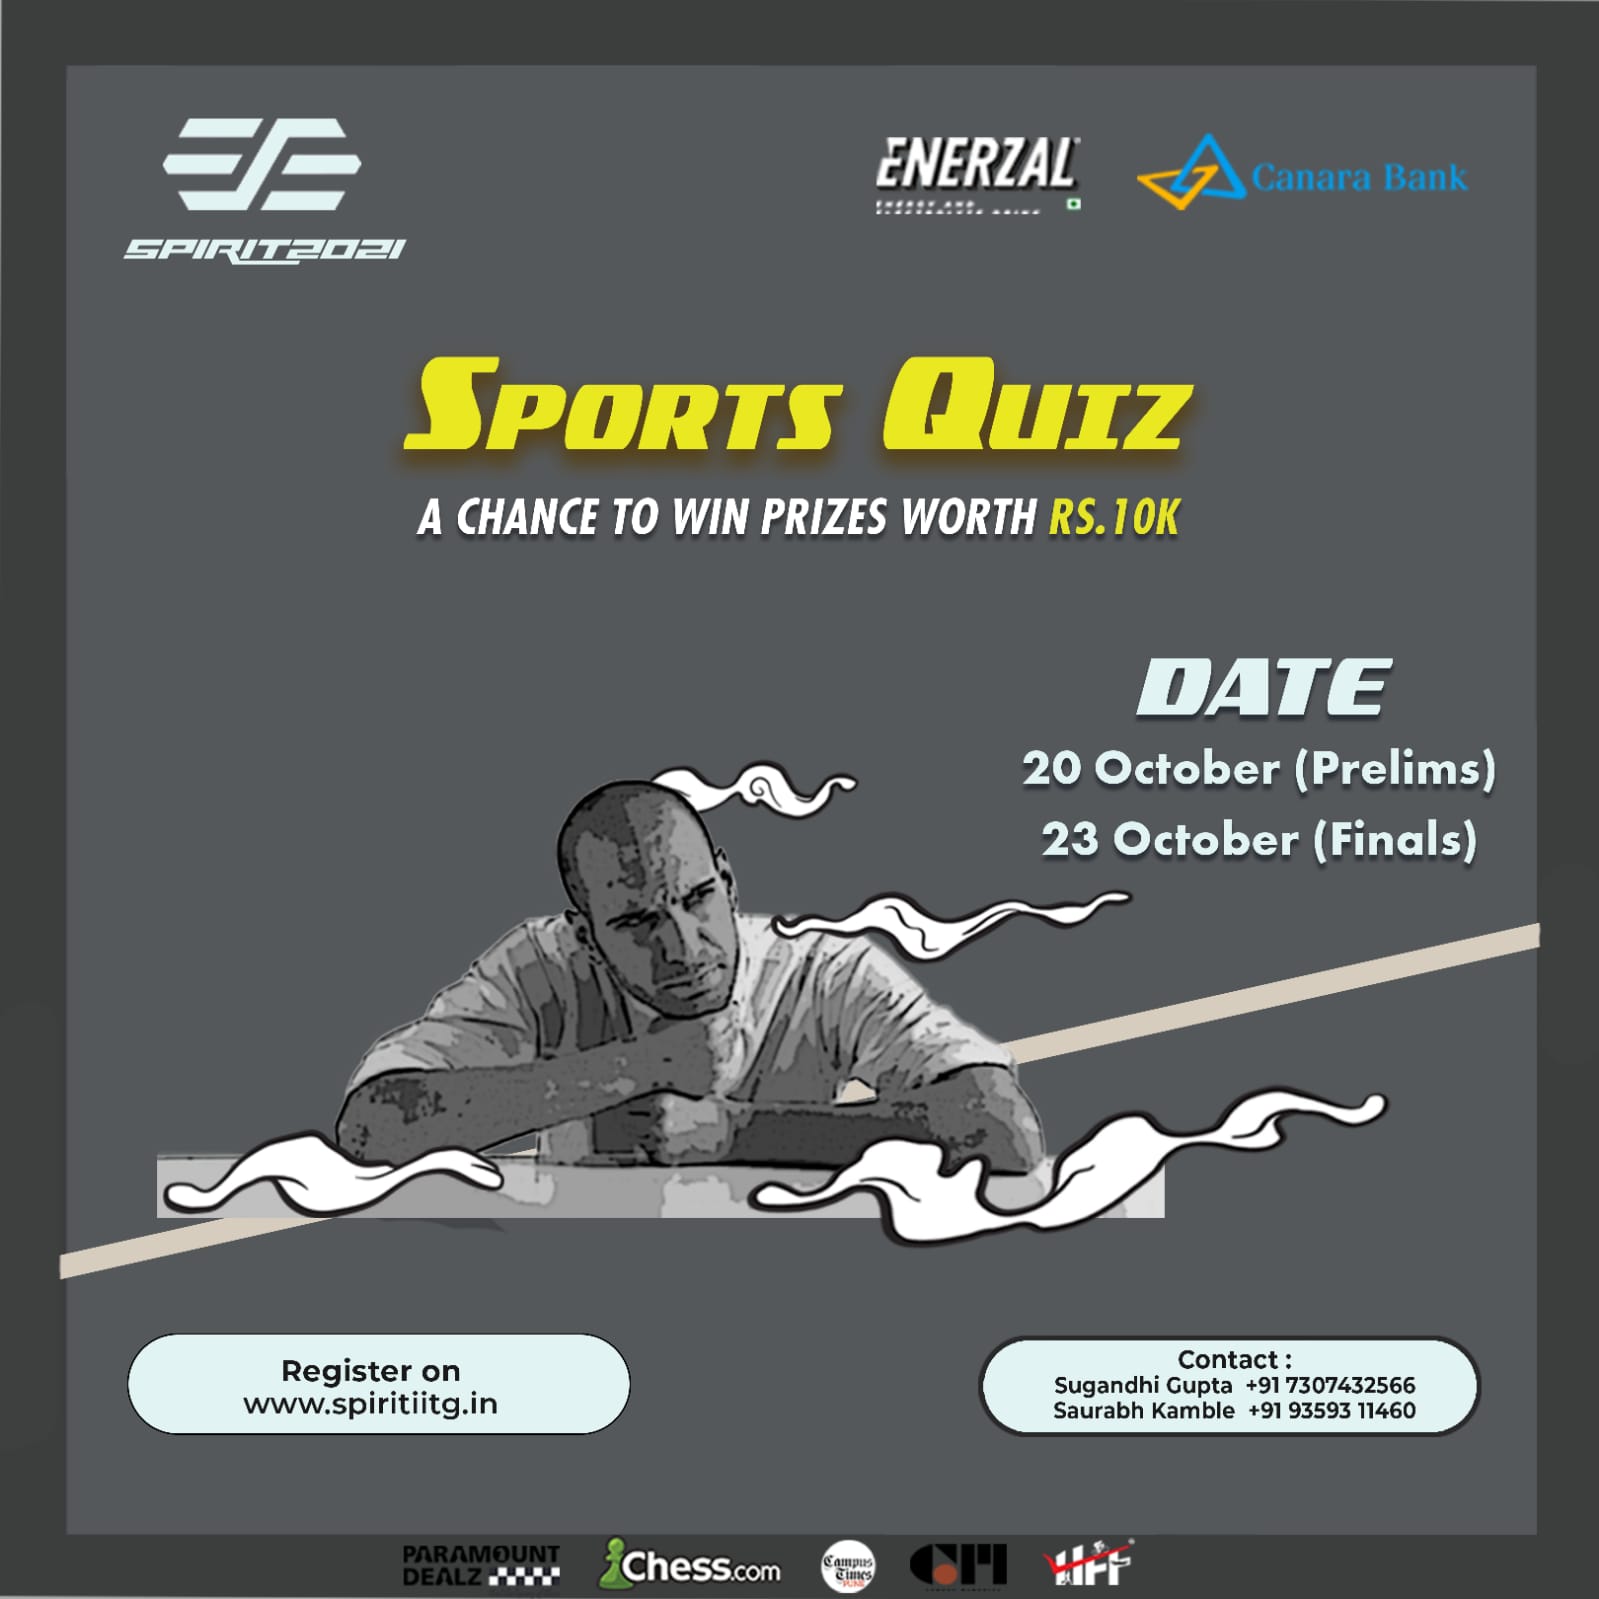 SPIRIT2021
ENERZAL
Canara Bank
SPORTS QUIZ
A CHANCE TO WIN PRIZES WORTH RS.10K
DATE
20 October (Prelims)
23 October (Finals)
Register on
www.spiritiitg.in
Contact :
Sugandhi Gupta +91 7307432566
Saurabh Kamble +91 93593 11460
PARAMOUNT
DEALZ
Chess.com
Campus
Times
PUNE